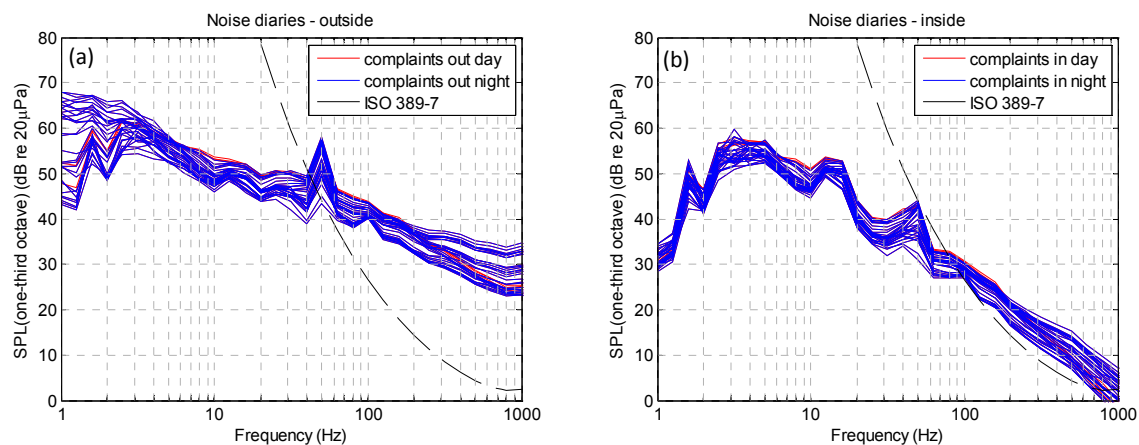 Noise diaries - outside
(a)
complaints out day
complaints out night
ISO 389-7
SPL(one-third octave) (dB re 20µPa)
80
70
60
50
40
30
20
10
0
1
10
100
1000
Frequency (Hz)
Noise diaries - inside
(b)
complaints in day
complaints in night
ISO 389-7
SPL(one-third octave) (dB re 20µPa)
80
70
60
50
40
30
20
10
0
1
10
100
1000
Frequency (Hz)